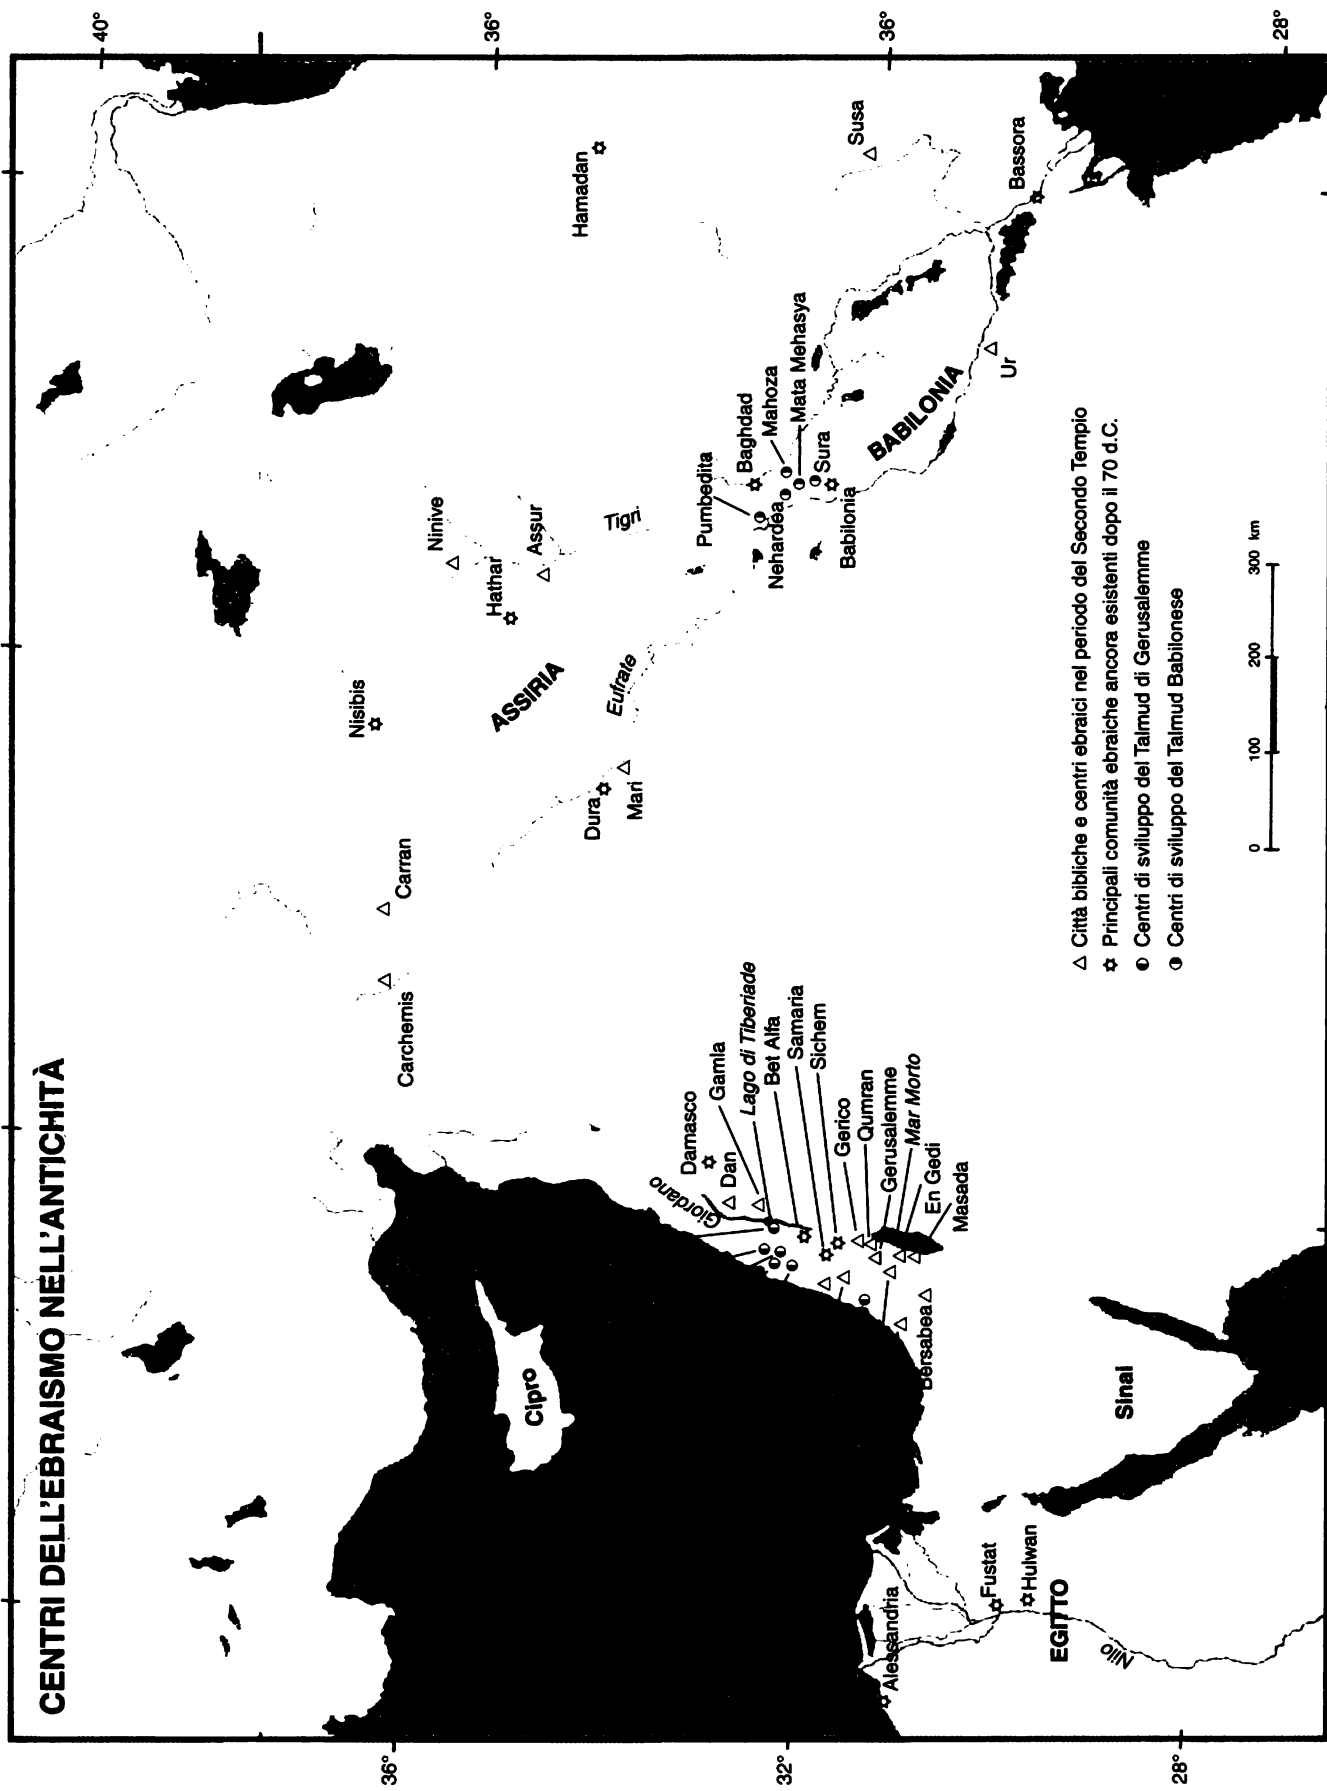 CENTRI DELL'EBRAISMO NELL'ANTICHITÀ
40°
36°
36°
28°
36°
32°
28°
Hamadan
Susa
Bassora
Ur
BABILONIA
Ninive
Hathar
Assur
Tigri
Pumbedita
Baghdad
Mahoza
Mata Mehasya
Sura
Nehardea
Babilonia
Nisibis
ASSIRIA
Eufrate
Dura
Mari
Carran
Carchemis
Cipro
Giordano
Damasco
Dan
Gamla
Lago di Tiberiade
Bet Alfa
Samaria
Sichem
Gerico
Qumran
Gerusalemme
Mar Morto
En Gedi
Masada
Bersabea
Sinai
Alessandria
Fustat
Hulwan
EGITTO
Nilo
Città bibliche e centri ebraici nel periodo del Secondo Tempio
Principali comunità ebraiche ancora esistenti dopo il 70 d.C.
Centri di sviluppo del Talmud di Gerusalemme
Centri di sviluppo del Talmud Babilonese
0 100 200 300 km